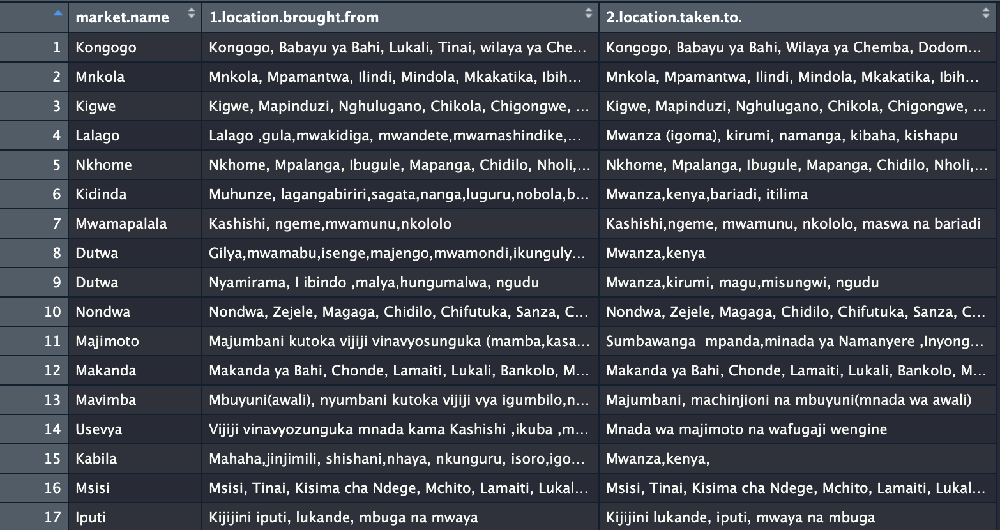 market.name 1.location.brought.from 2.location.taken.to.
1 Kongogo Kongogo, Babayu ya Bahi, Lukali, Tinai, wilaya ya Che... Kongogo, Babayu ya Bahi, Wilaya ya Chemba, Dodom...
2 Mnkola Mnkola, Mpamantwa, Ilindi, Mindola, Mkakatika, Ibih... Mnkola, Mpamantwa, Ilindi, Mindola, Mkakatika, Ibih...
3 Kigwe Kigwe, Mapinduzi, Nghulugano, Chikola, Chigongwe, ... Kigwe, Mapinduzi, Nghulugano, Chikola, Chigongwe, ...
4 Lalago Lalago ,gula,mwakidiga, mwandete,mwamashindike,... Mwanza (igoma), kirumi, namanga, kibaha, kishapu
5 Nkhome Nkhome, Mpalanga, Ibugule, Mapanga, Chidilo, Nholi,... Nkhome, Mpalanga, Ibugule, Mapanga, Chidilo, Nholi,...
6 Kidinda Muhunze, lagangabiriri,sagata,nanga,luguru,nobola,b... Mwanza,kenya,bariadi, itilima
7 Mwamapalala Kashishi, ngeme,mwamunu,nkololo Kashishi,ngeme, mwamunu, nkololo, maswa na bariadi
8 Dutwa Gilya,mwamabu,isenge,majengo,mwamondi,ikunguly... Mwanza,kenya
9 Dutwa Nyamirama, I ibindo ,malya,hungumalwa, ngudu Mwanza,kirumi, magu,misungwi, ngudu
10 Nondwa Nondwa, Zejele, Magaga, Chidilo, Chifutuka, Sanza, C... Nondwa, Zejele, Magaga, Chidilo, Chifutuka, Sanza, C...
11 Majimoto Majumbani kutoka vijiji vinavyosunguka (mamba,kasa... Sumbawanga  mpanda,minada ya Namanyere ,Inyong...
12 Makanda Makanda ya Bahi, Chonde, Lamaiti, Lukali, Bankolo, M... Makanda ya Bahi, Chonde, Lamaiti, Lukali, Bankolo, M...
13 Mavimba Mbuyuni(awali), nyumbani kutoka vijiji vya igumbilo,n... Majumbani, machinjioni na mbuyuni(mnada wa awali)
14 Usevya Vijiji vinavyozunguka mnada kama Kashishi ,ikuba ,m... Mnada wa majimoto na wafugaji wengine
15 Kabila Mahaha,jinjimili, shishani,nhaya, nkunguru, isoro,igo... Mwanza,kenya,
16 Msisi Msisi, Tinai, Kisima cha Ndege, Mchito, Lamaiti, Lukal... Msisi, Tinai, Kisima cha Ndege, Mchito, Lamaiti, Lukal...
17 Iputi Kijijini iputi, lukande, mbuga na mwaya Kijijini lukande, iputi, mwaya na mbuga